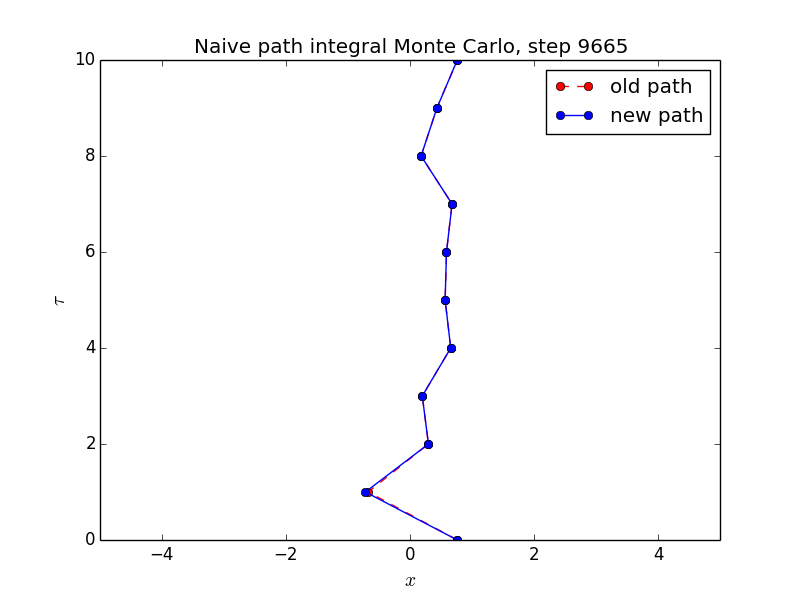 Naive path integral Monte Carlo, step 9665
old path
new path
10
8
6
4
2
0
τ
−4 −2 0 2 4
x